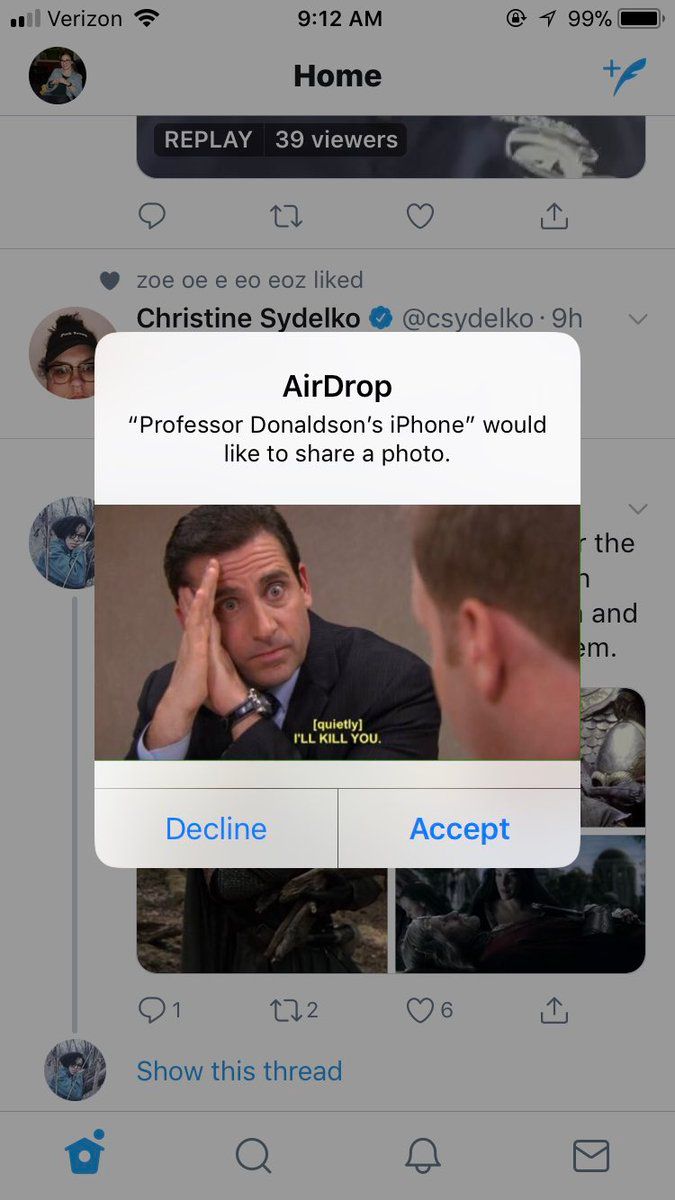 Verizon 9:12 AM 99%
Home
REPLAY 39 viewers
zoe oe e eo eoz liked
Christine Sydelko @csydelko · 9h
AirDrop
“Professor Donaldson’s iPhone” would
like to share a photo.
the
and
[quietly]
I'LL KILL YOU.
Decline
Accept
1 2 6
Show this thread